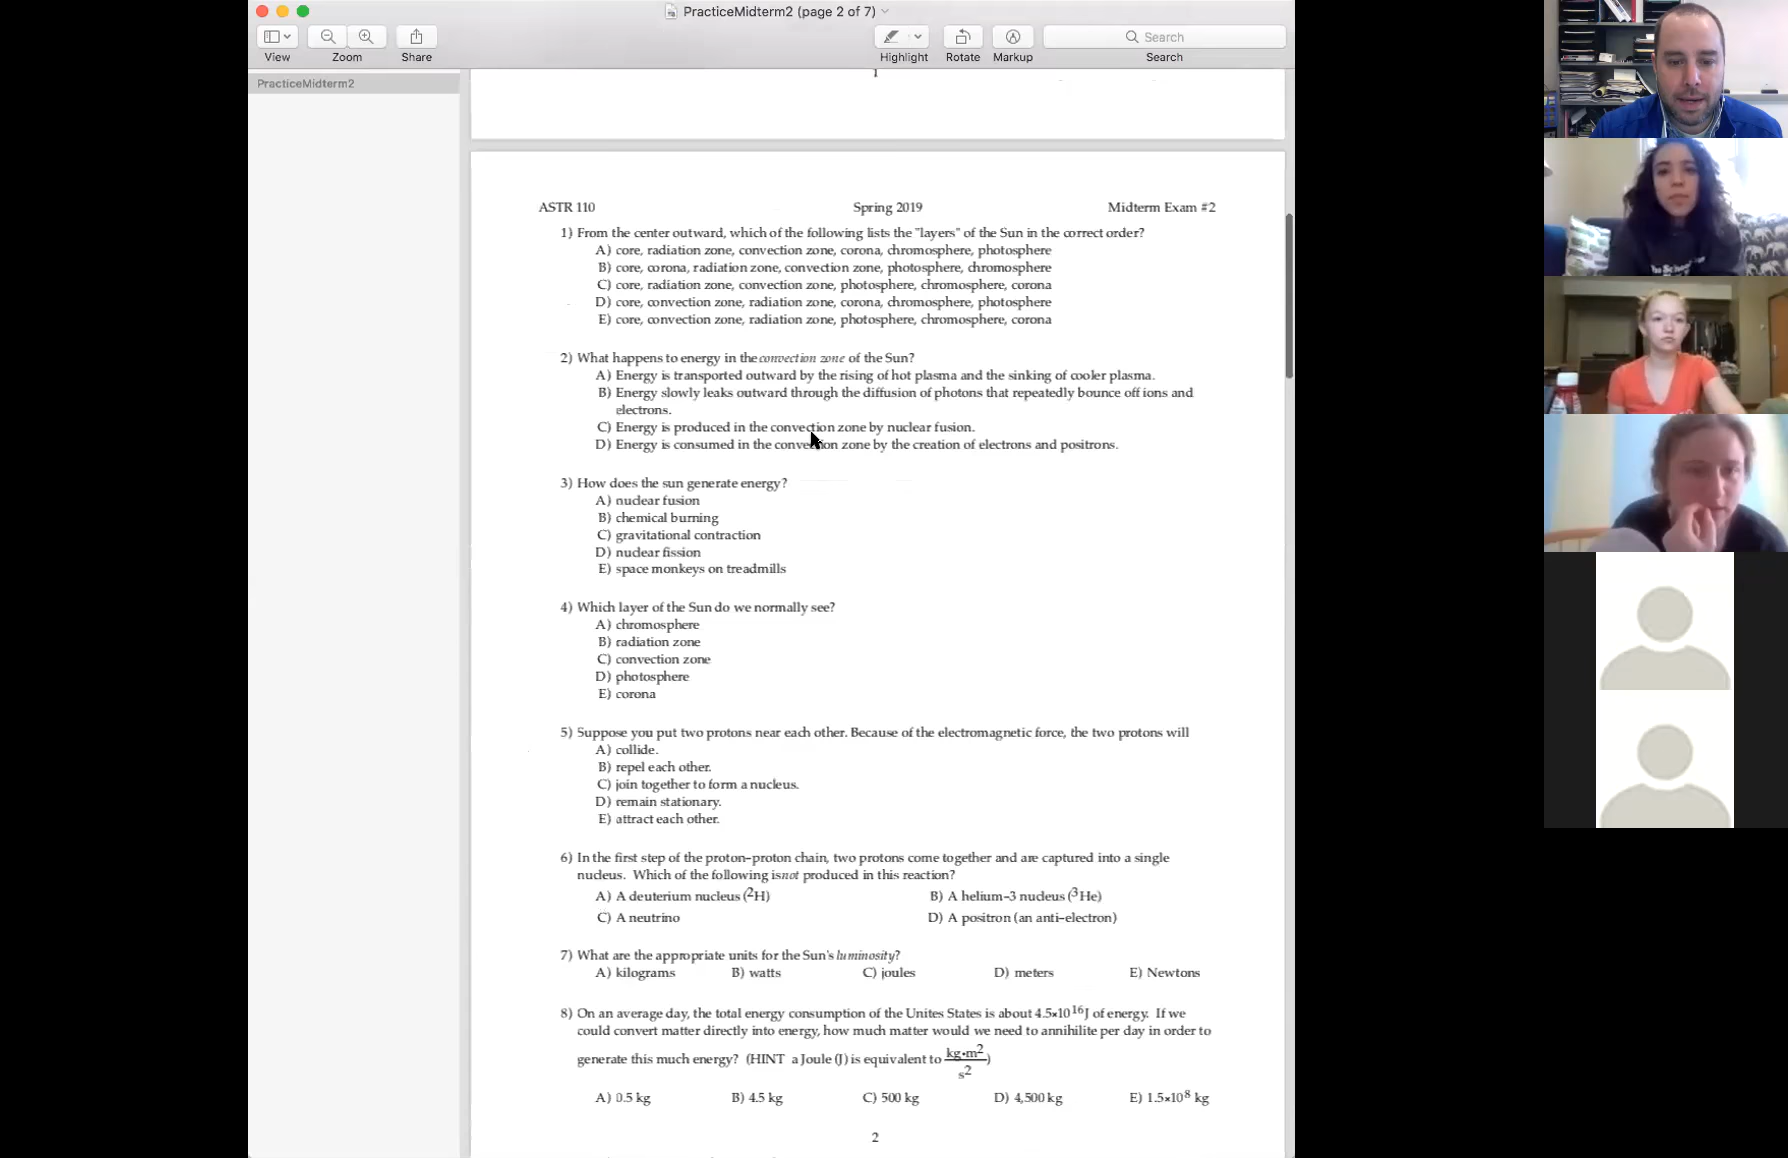 PracticeMidterm2 (page 2 of 7)
View
Zoom
Share
Highlight
Rotate
Markup
Search
Search
PracticeMidterm2
1
ASTR 110 Spring 2019 Midterm Exam #2
1) From the center outward, which of the following lists the "layers" of the Sun in the correct order?
A) core, radiation zone, convection zone, corona, chromosphere, photosphere
B) core, corona, radiation zone, convection zone, photosphere, chromosphere
C) core, radiation zone, convection zone, photosphere, chromosphere, corona
D) core, convection zone, radiation zone, corona, chromosphere, photosphere
E) core, convection zone, radiation zone, photosphere, chromosphere, corona
2) What happens to energy in the convection zone of the Sun?
A) Energy is transported outward by the rising of hot plasma and the sinking of cooler plasma.
B) Energy slowly leaks outward through the diffusion of photons that repeatedly bounce off ions and
electrons.
C) Energy is produced in the convection zone by nuclear fusion.
D) Energy is consumed in the convection zone by the creation of electrons and positrons.
3) How does the sun generate energy?
A) nuclear fusion
B) chemical burning
C) gravitational contraction
D) nuclear fission
E) space monkeys on treadmills
4) Which layer of the Sun do we normally see?
A) chromosphere
B) radiation zone
C) convection zone
D) photosphere
E) corona
5) Suppose you put two protons near each other. Because of the electromagnetic force, the two protons will
A) collide.
B) repel each other.
C) join together to form a nucleus.
D) remain stationary.
E) attract each other.
6) In the first step of the proton-proton chain, two protons come together and are captured into a single
nucleus. Which of the following is not produced in this reaction?
A) A deuterium nucleus (²H) B) A helium-3 nucleus (³He)
C) A neutrino D) A positron (an anti-electron)
7) What are the appropriate units for the Sun's luminosity?
A) kilograms B) watts C) joules D) meters E) Newtons
8) On an average day, the total energy consumption of the Unites States is about 4.5×10¹⁶J of energy. If we
could convert matter directly into energy, how much matter would we need to annihilite per day in order to
generate this much energy? (HINT a Joule (J) is equivalent to kg•m²/s²)
A) 0.5 kg B) 4.5 kg C) 500 kg D) 4,500 kg E) 1.5×10⁸ kg
2